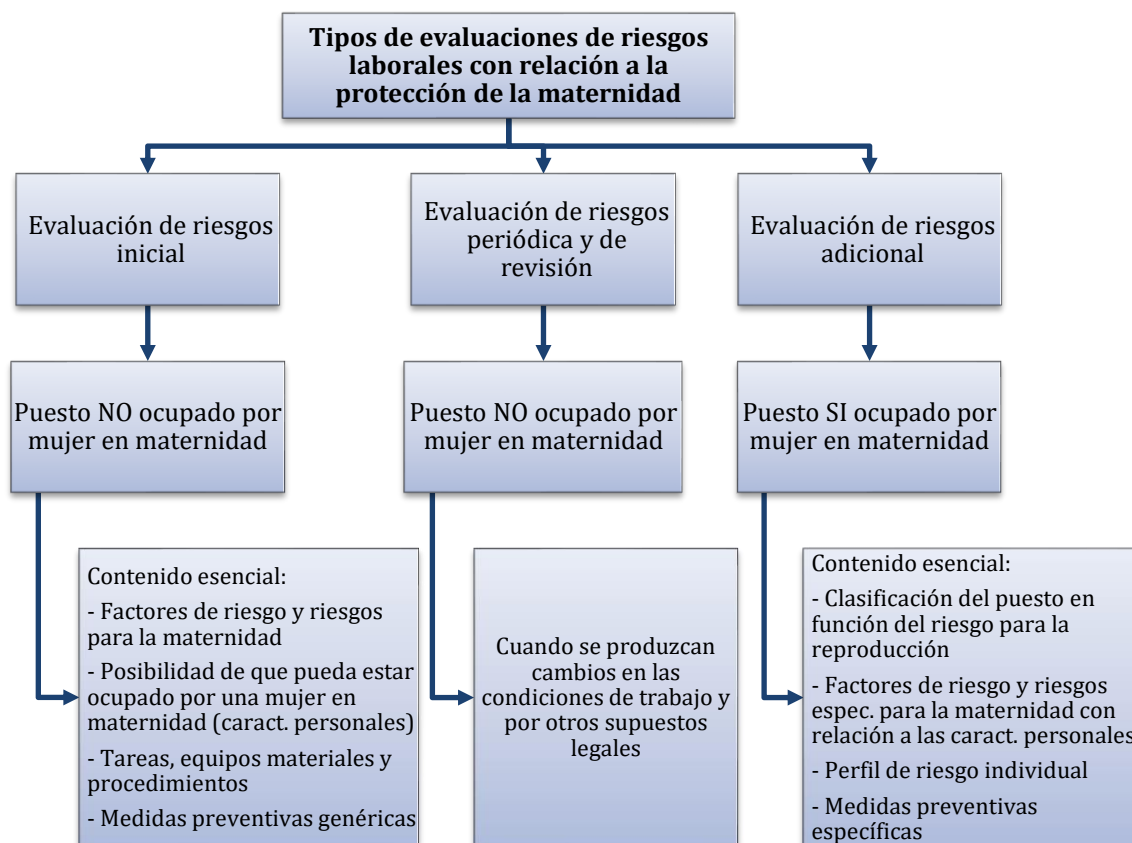 Tipos de evaluaciones de riesgos
laborales con relación a la
protección de la maternidad
Evaluación de riesgos
inicial
Evaluación de riesgos
periódica y de
revisión
Evaluación de riesgos
adicional
Puesto NO ocupado por
mujer en maternidad
Puesto NO ocupado por
mujer en maternidad
Puesto SI ocupado por
mujer en maternidad
Contenido esencial:
- Factores de riesgo y riesgos
para la maternidad
- Posibilidad de que pueda estar
ocupado por una mujer en
maternidad (caract. personales)
- Tareas, equipos materiales y
procedimientos
- Medidas preventivas genéricas
Cuando se produzcan
cambios en las
condiciones de trabajo y
por otros supuestos
legales
Contenido esencial:
- Clasificación del puesto en
función del riesgo para la
reproducción
- Factores de riesgo y riesgos
espec. para la maternidad con
relación a las caract. personales
- Perfil de riesgo individual
- Medidas preventivas
específicas